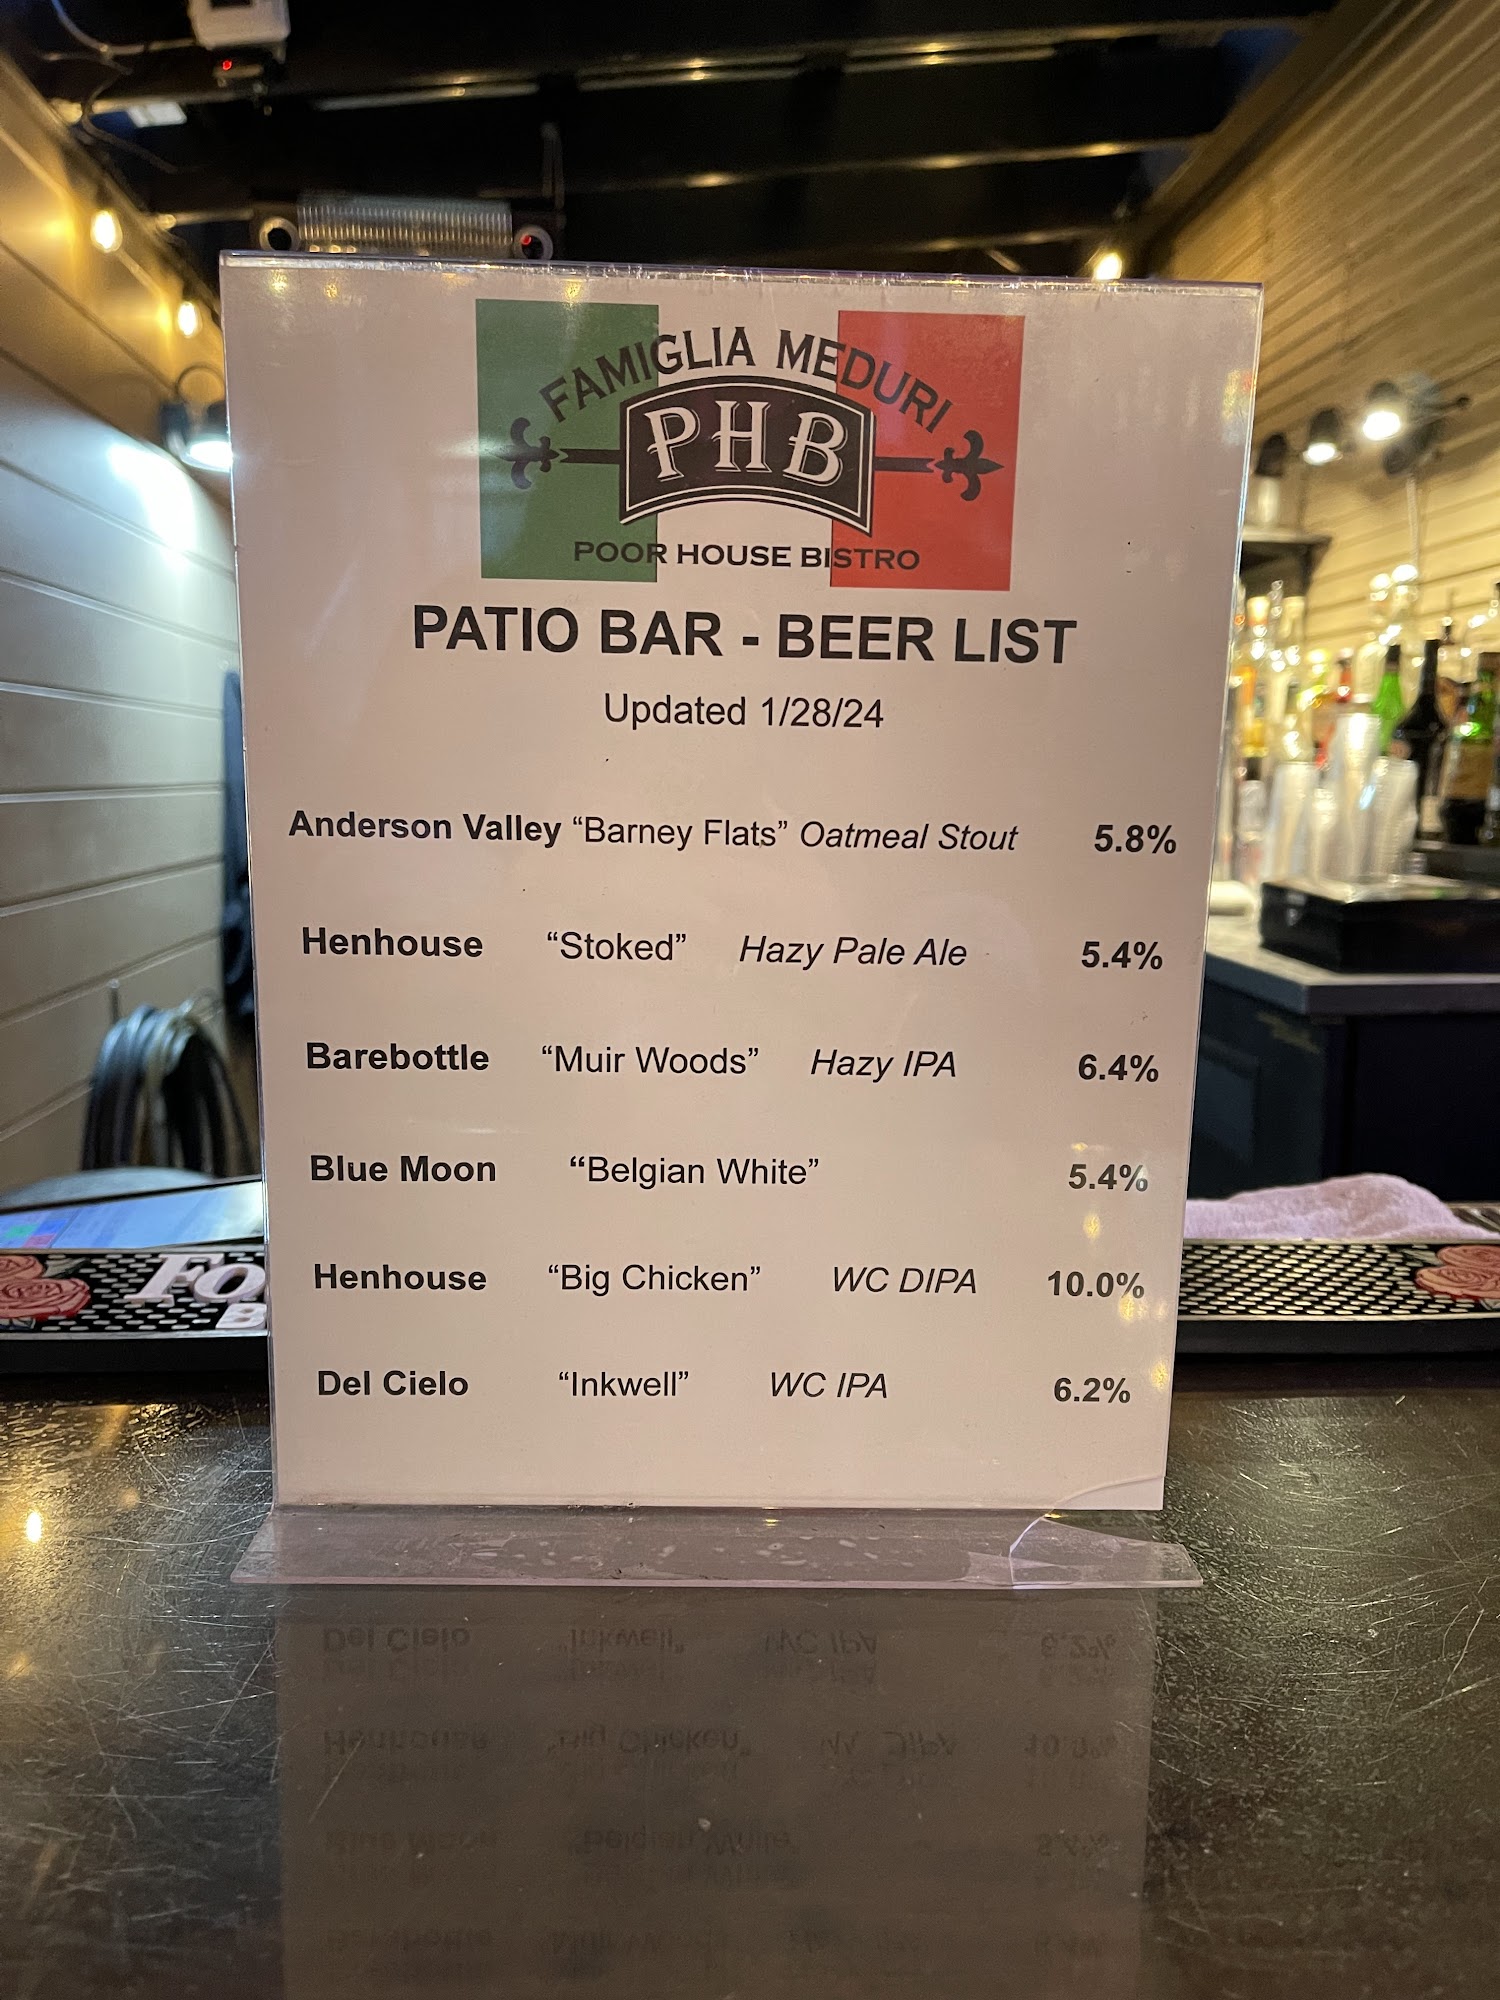 FAMIGLIA MEDURI
PHB
POOR HOUSE BISTRO
PATIO BAR - BEER LIST
Updated 1/28/24
Anderson Valley “Barney Flats” Oatmeal Stout 5.8%
Henhouse “Stoked” Hazy Pale Ale 5.4%
Barebottle “Muir Woods” Hazy IPA 6.4%
Blue Moon “Belgian White” 5.4%
Henhouse “Big Chicken” WC DIPA 10.0%
Del Cielo “Inkwell” WC IPA 6.2%